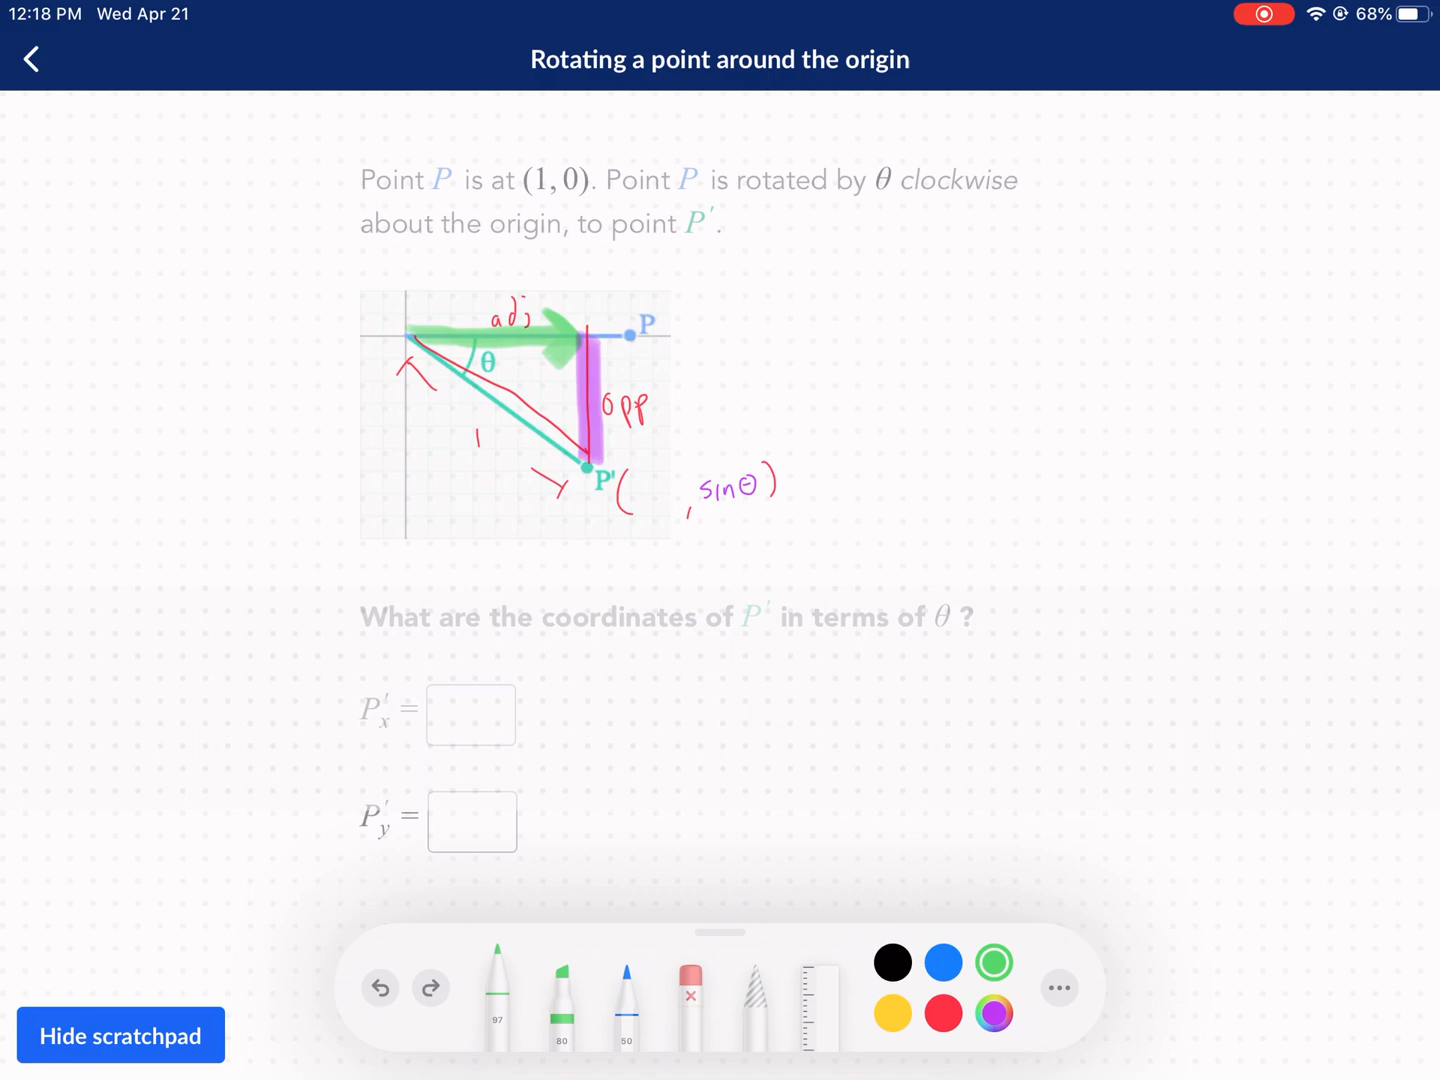 12:18 PM Wed Apr 21 68%
Rotating a point around the origin
Point P is at (1, 0). Point P is rotated by θ clockwise
about the origin, to point P′.
adj
P
θ
opp
1
P' ( , sinθ)
What are the coordinates of P′ in terms of θ ?
P′x =
P′y =
97 80 50
Hide scratchpad